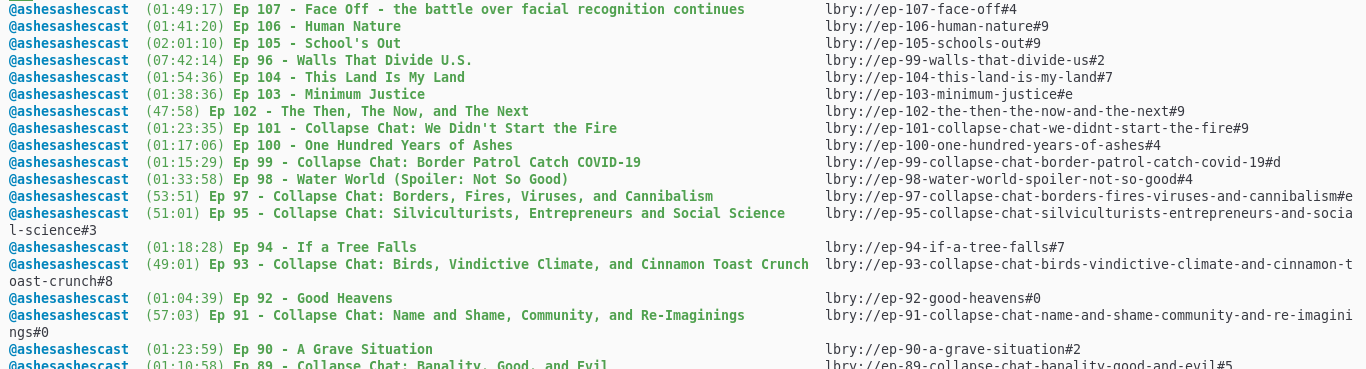 @ashesashescast (01:49:17) Ep 107 - Face Off - the battle over facial recognition continues lbry://ep-107-face-off#4
@ashesashescast (01:41:20) Ep 106 - Human Nature lbry://ep-106-human-nature#9
@ashesashescast (02:01:10) Ep 105 - School's Out lbry://ep-105-schools-out#9
@ashesashescast (07:42:14) Ep 96 - Walls That Divide U.S. lbry://ep-99-walls-that-divide-us#2
@ashesashescast (01:54:36) Ep 104 - This Land Is My Land lbry://ep-104-this-land-is-my-land#7
@ashesashescast (01:38:36) Ep 103 - Minimum Justice lbry://ep-103-minimum-justice#e
@ashesashescast (47:58) Ep 102 - The Then, The Now, and The Next lbry://ep-102-the-then-the-now-and-the-next#9
@ashesashescast (01:23:35) Ep 101 - Collapse Chat: We Didn't Start the Fire lbry://ep-101-collapse-chat-we-didnt-start-the-fire#9
@ashesashescast (01:17:06) Ep 100 - One Hundred Years of Ashes lbry://ep-100-one-hundred-years-of-ashes#4
@ashesashescast (01:15:29) Ep 99 - Collapse Chat: Border Patrol Catch COVID-19 lbry://ep-99-collapse-chat-border-patrol-catch-covid-19#d
@ashesashescast (01:33:58) Ep 98 - Water World (Spoiler: Not So Good) lbry://ep-98-water-world-spoiler-not-so-good#4
@ashesashescast (53:51) Ep 97 - Collapse Chat: Borders, Fires, Viruses, and Cannibalism lbry://ep-97-collapse-chat-borders-fires-viruses-and-cannibalism#e
@ashesashescast (51:01) Ep 95 - Collapse Chat: Silviculturists, Entrepreneurs and Social Science lbry://ep-95-collapse-chat-silviculturists-entrepreneurs-and-socia
l-science#3
@ashesashescast (01:18:28) Ep 94 - If a Tree Falls lbry://ep-94-if-a-tree-falls#7
@ashesashescast (49:01) Ep 93 - Collapse Chat: Birds, Vindictive Climate, and Cinnamon Toast Crunch lbry://ep-93-collapse-chat-birds-vindictive-climate-and-cinnamon-t
oast-crunch#8
@ashesashescast (01:04:39) Ep 92 - Good Heavens lbry://ep-92-good-heavens#0
@ashesashescast (57:03) Ep 91 - Collapse Chat: Name and Shame, Community, and Re-Imaginings lbry://ep-91-collapse-chat-name-and-shame-community-and-re-imagini
ngs#0
@ashesashescast (01:23:59) Ep 90 - A Grave Situation lbry://ep-90-a-grave-situation#2
@ashesashescast (01:10:58) Ep 89 - Collapse Chat: Banality, Good, and Evil lbry://ep-89-collapse-chat-banality-good-and-evil#5